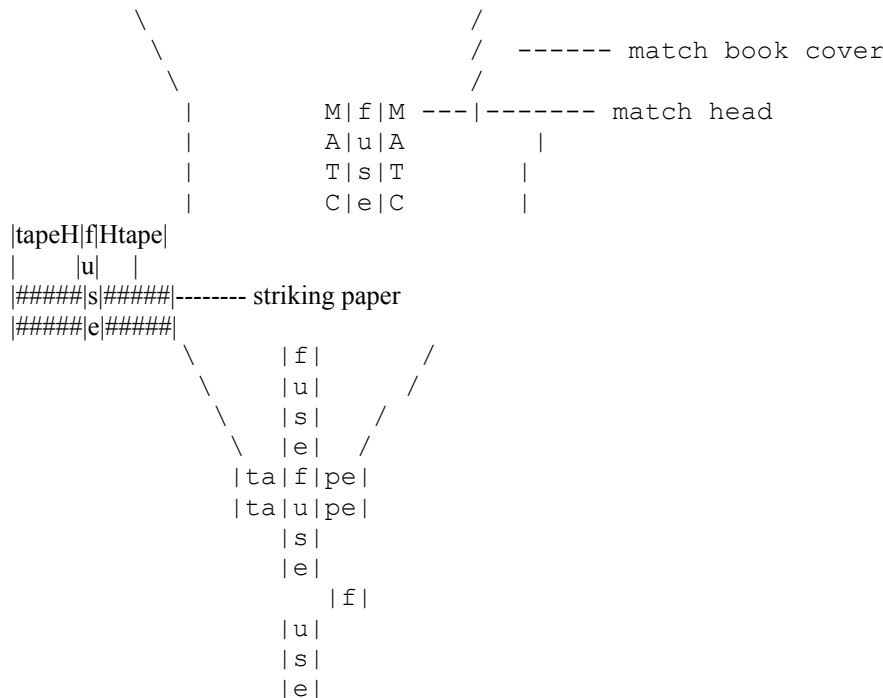 \ /
\ / ------ match book cover
\ /
| M|f|M ---|------- match head
| A|u|A |
| T|s|T |
| C|e|C |
|tapeH|f|Htape|
| |u| |
|#####|s|#####|-------- striking paper
|#####|e|#####|
\ |f| /
\ |u| /
\ |s| /
\ |e| /
|ta|f|pe|
|ta|u|pe|
|s|
|e|
|f|
|u|
|s|
|e|